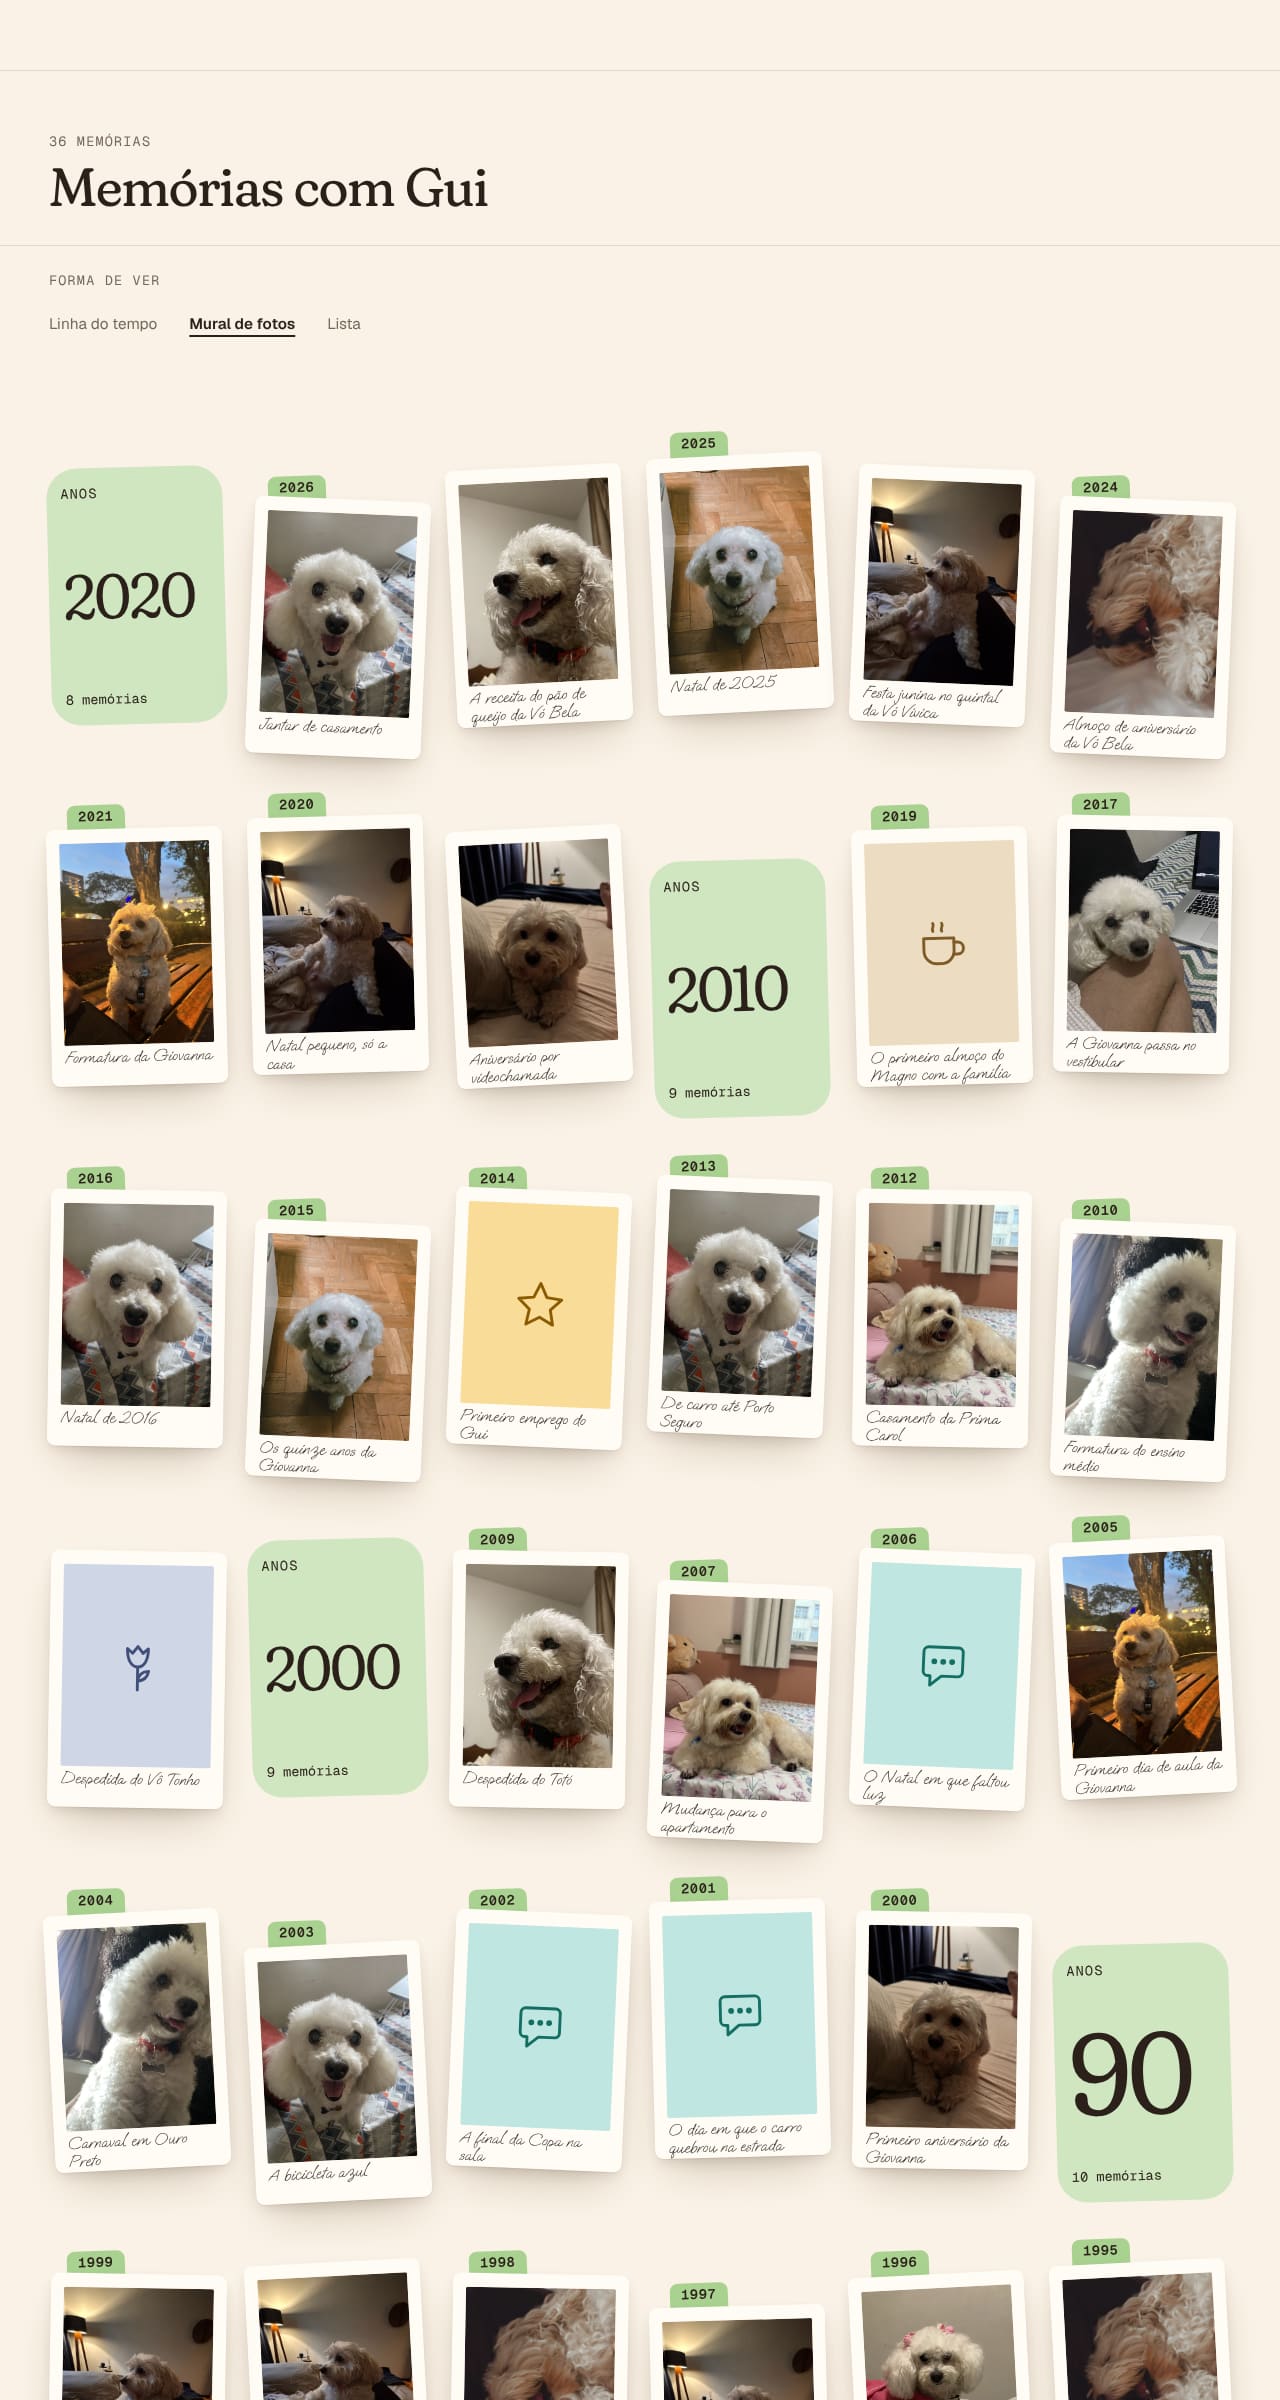 36 MEMÓRIAS
Memórias com Gui
FORMA DE VER
Linha do tempo
Mural de fotos
Lista
ANOS
2020
8 memórias
2026
Jantar de casamento
A receita do pão de
queijo da Vó Bela
2025
Natal de 2025
Festa junina no quintal
da Vó Vivica
2024
Almoço de aniversário
da Vó Bela
2021
Formatura da Giovanna
2020
Natal pequeno, só a
casa
Aniversário por
videochamada
ANOS
2010
9 memórias
2019
O primeiro almoço do
Magno com a família
2017
A Giovanna passa no
vestibular
2016
Natal de 2016
2015
Os quinze anos da
Giovanna
2014
Primeiro emprego do
Gui
2013
De carro até Porto
Seguro
2012
Casamento da Prima
Carol
2010
Formatura do ensino
médio
Despedida do Vô Tonho
ANOS
2000
9 memórias
2009
Despedida do Totó
2007
Mudança para o
apartamento
2006
O Natal em que faltou
luz
2005
Primeiro dia de aula da
Giovanna
2004
Carnaval em Ouro
Preto
2003
A bicicleta azul
2002
A final da Copa na
sala
2001
O dia em que o carro
quebrou na estrada
2000
Primeiro aniversário da
Giovanna
ANOS
90
10 memórias
1999
1998
1997
1996
1995